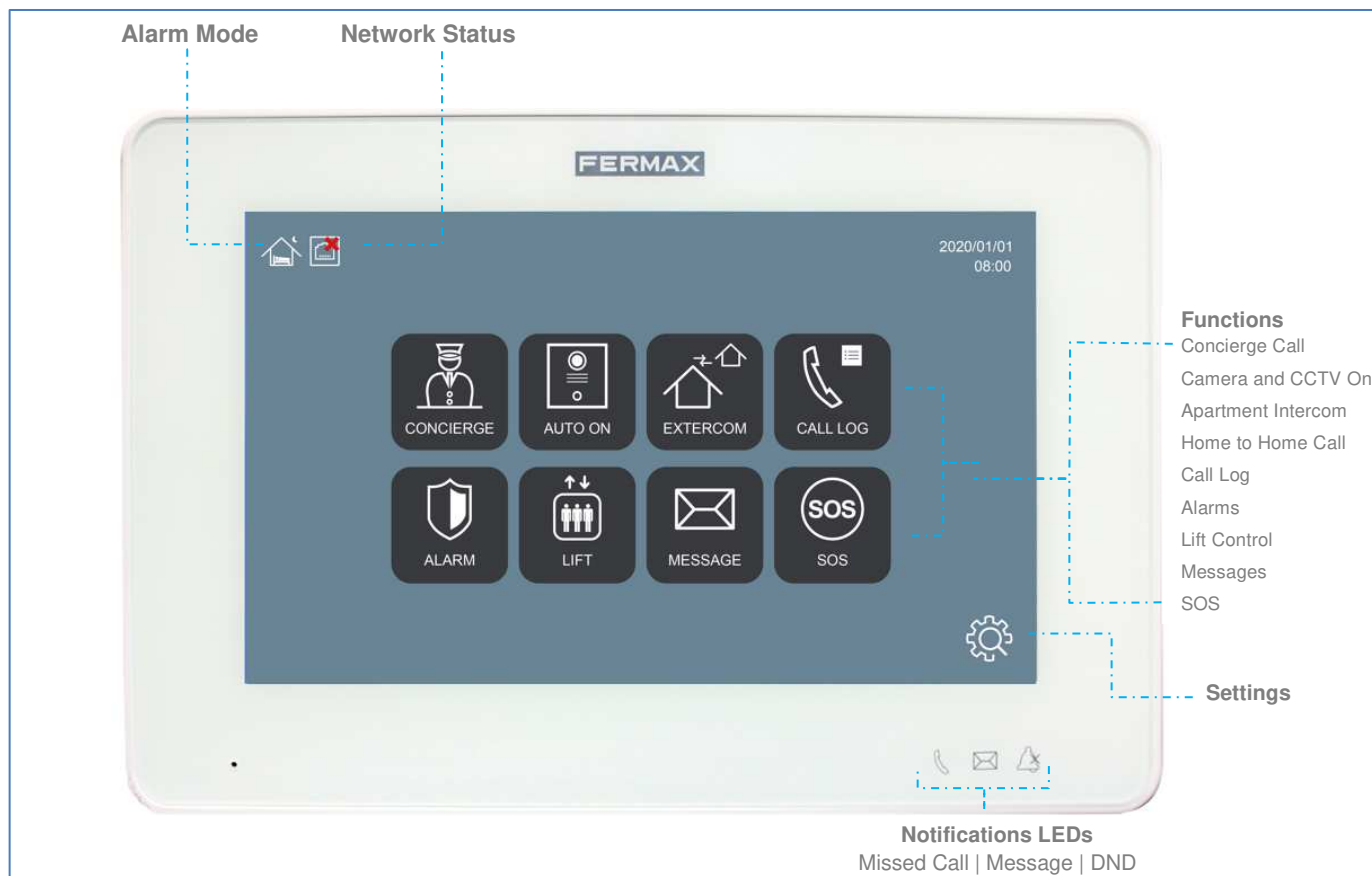 Alarm Mode Network Status
FERMAX
2020/01/01
08:00
CONCIERGE AUTO ON EXTERCOM CALL LOG
SOS
ALARM LIFT MESSAGE SOS
Functions
Concierge Call
Camera and CCTV On
Apartment Intercom
Home to Home Call
Call Log
Alarms
Lift Control
Messages
SOS
Settings
Notifications LEDs
Missed Call | Message | DND